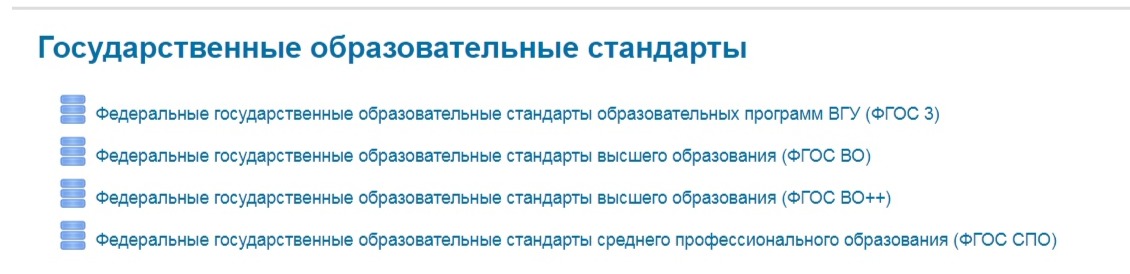 Государственные образовательные стандарты
Федеральные государственные образовательные стандарты образовательных программ ВГУ (ФГОС 3)
Федеральные государственные образовательные стандарты высшего образования (ФГОС ВО)
Федеральные государственные образовательные стандарты высшего образования (ФГОС ВО++)
Федеральные государственные образовательные стандарты среднего профессионального образования (ФГОС СПО)